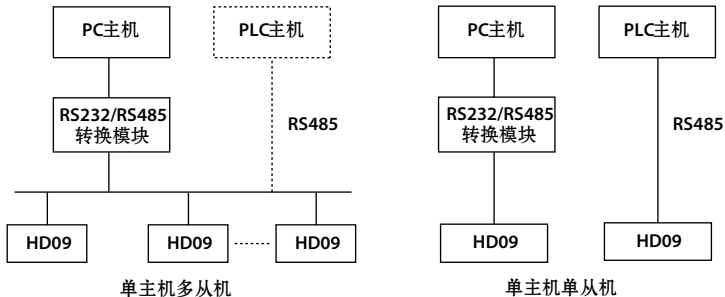 PC主机
PLC主机
RS232/RS485
转换模块
RS485
HD09
HD09
HD09
单主机多从机
PC主机
PLC主机
RS232/RS485
转换模块
RS485
HD09
HD09
单主机单从机